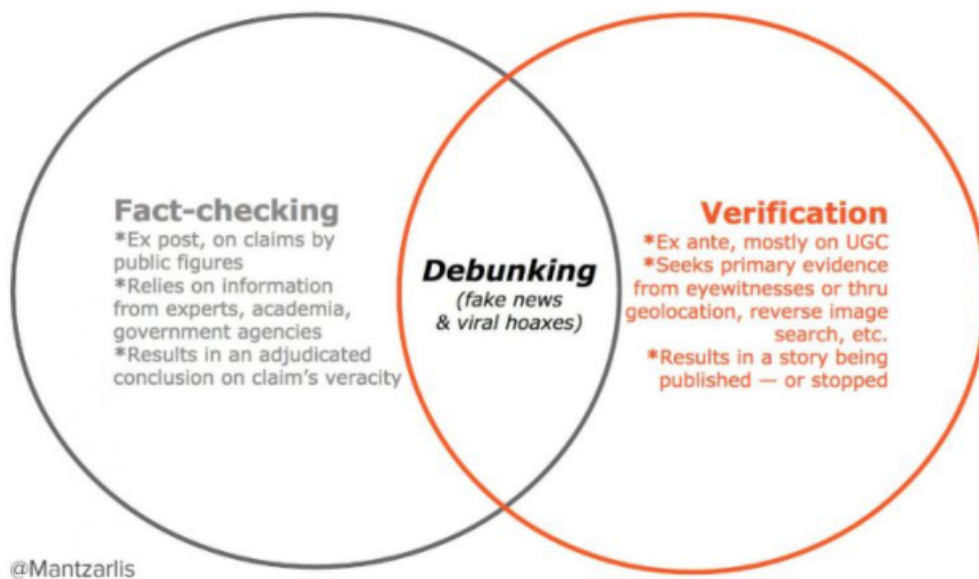 Fact-checking
*Ex post, on claims by
public figures
*Relies on information
from experts, academia,
government agencies
*Results in an adjudicated
conclusion on claim's veracity
Debunking
(fake news
& viral hoaxes)
Verification
*Ex ante, mostly on UGC
*Seeks primary evidence
from eyewitnesses or thru
geolocation, reverse image
search, etc.
*Results in a story being
published — or stopped
@Mantzarlis